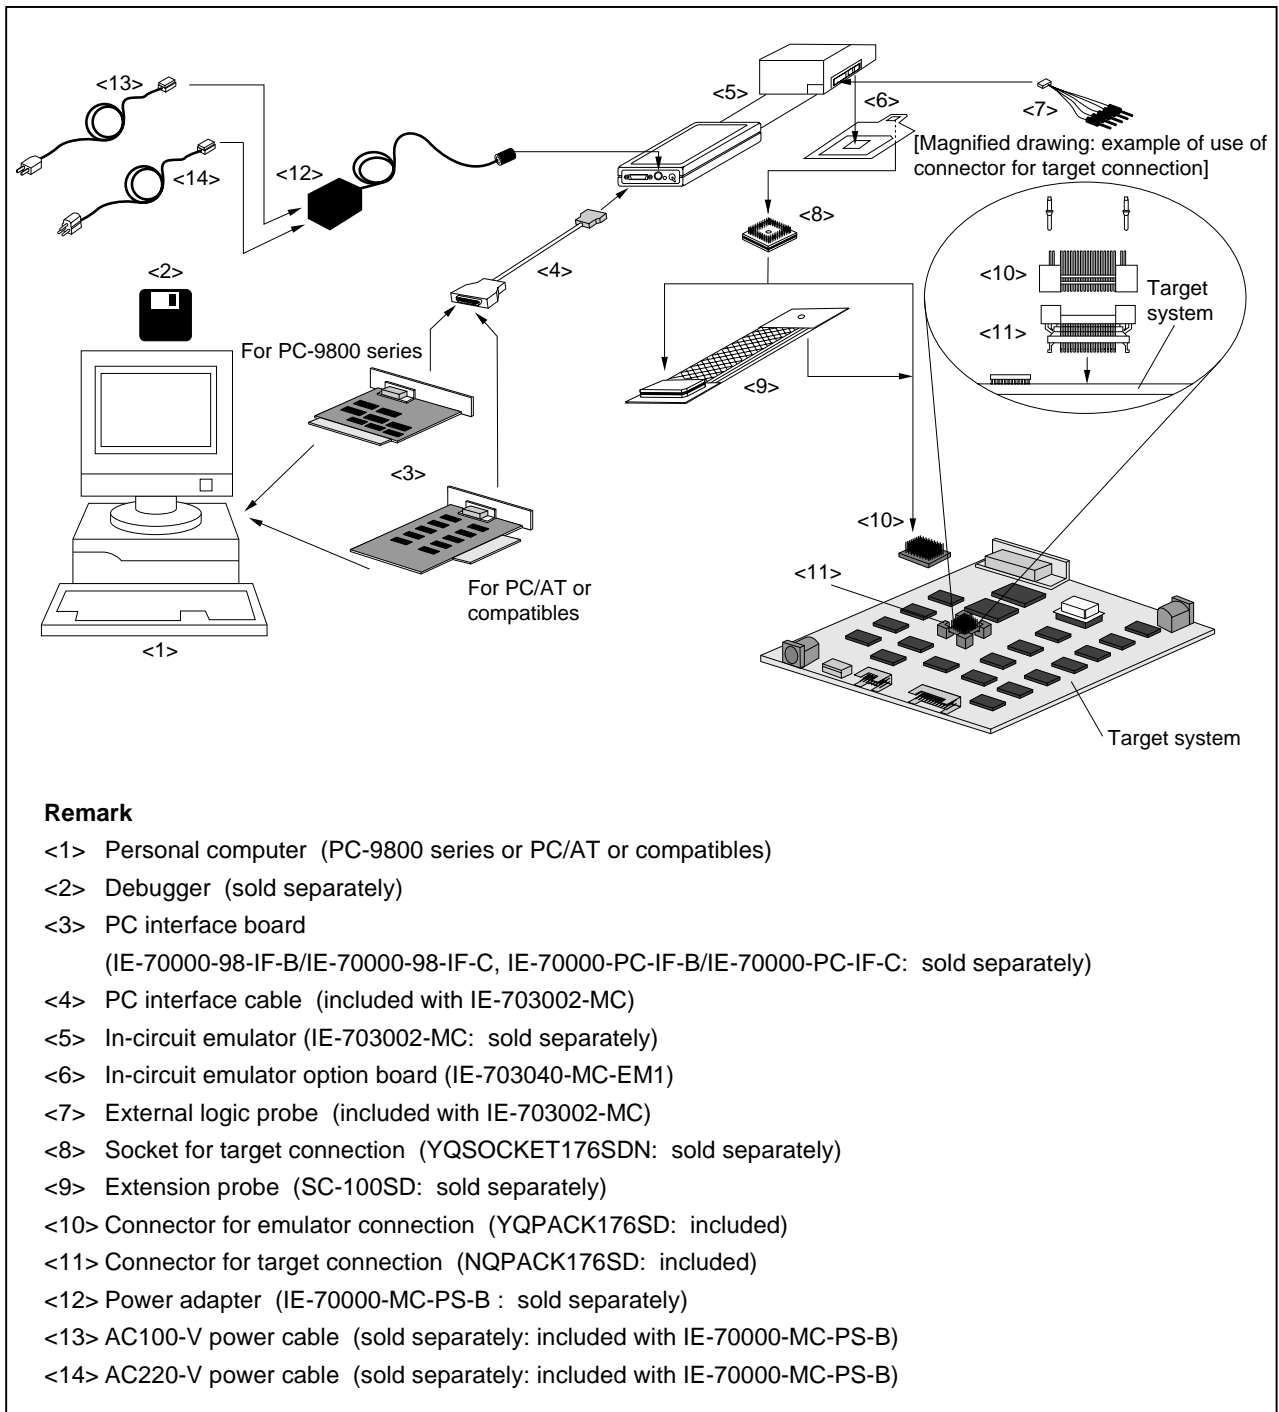 <13>
<5>
<6>
<7>
[Magnified drawing: example of use of
connector for target connection]
<14>
<12>
<8>
<2>
<4>
<10>
Target
system
<11>
For PC-9800 series
<9>
<3>
<10>
<11>
For PC/AT or
compatibles
<1>
Target system
Remark
<1> Personal computer (PC-9800 series or PC/AT or compatibles)
<2> Debugger (sold separately)
<3> PC interface board
(IE-70000-98-IF-B/IE-70000-98-IF-C, IE-70000-PC-IF-B/IE-70000-PC-IF-C: sold separately)
<4> PC interface cable (included with IE-703002-MC)
<5> In-circuit emulator (IE-703002-MC: sold separately)
<6> In-circuit emulator option board (IE-703040-MC-EM1)
<7> External logic probe (included with IE-703002-MC)
<8> Socket for target connection (YQSOCKET176SDN: sold separately)
<9> Extension probe (SC-100SD: sold separately)
<10> Connector for emulator connection (YQPACK176SD: included)
<11> Connector for target connection (NQPACK176SD: included)
<12> Power adapter (IE-70000-MC-PS-B : sold separately)
<13> AC100-V power cable (sold separately: included with IE-70000-MC-PS-B)
<14> AC220-V power cable (sold separately: included with IE-70000-MC-PS-B)